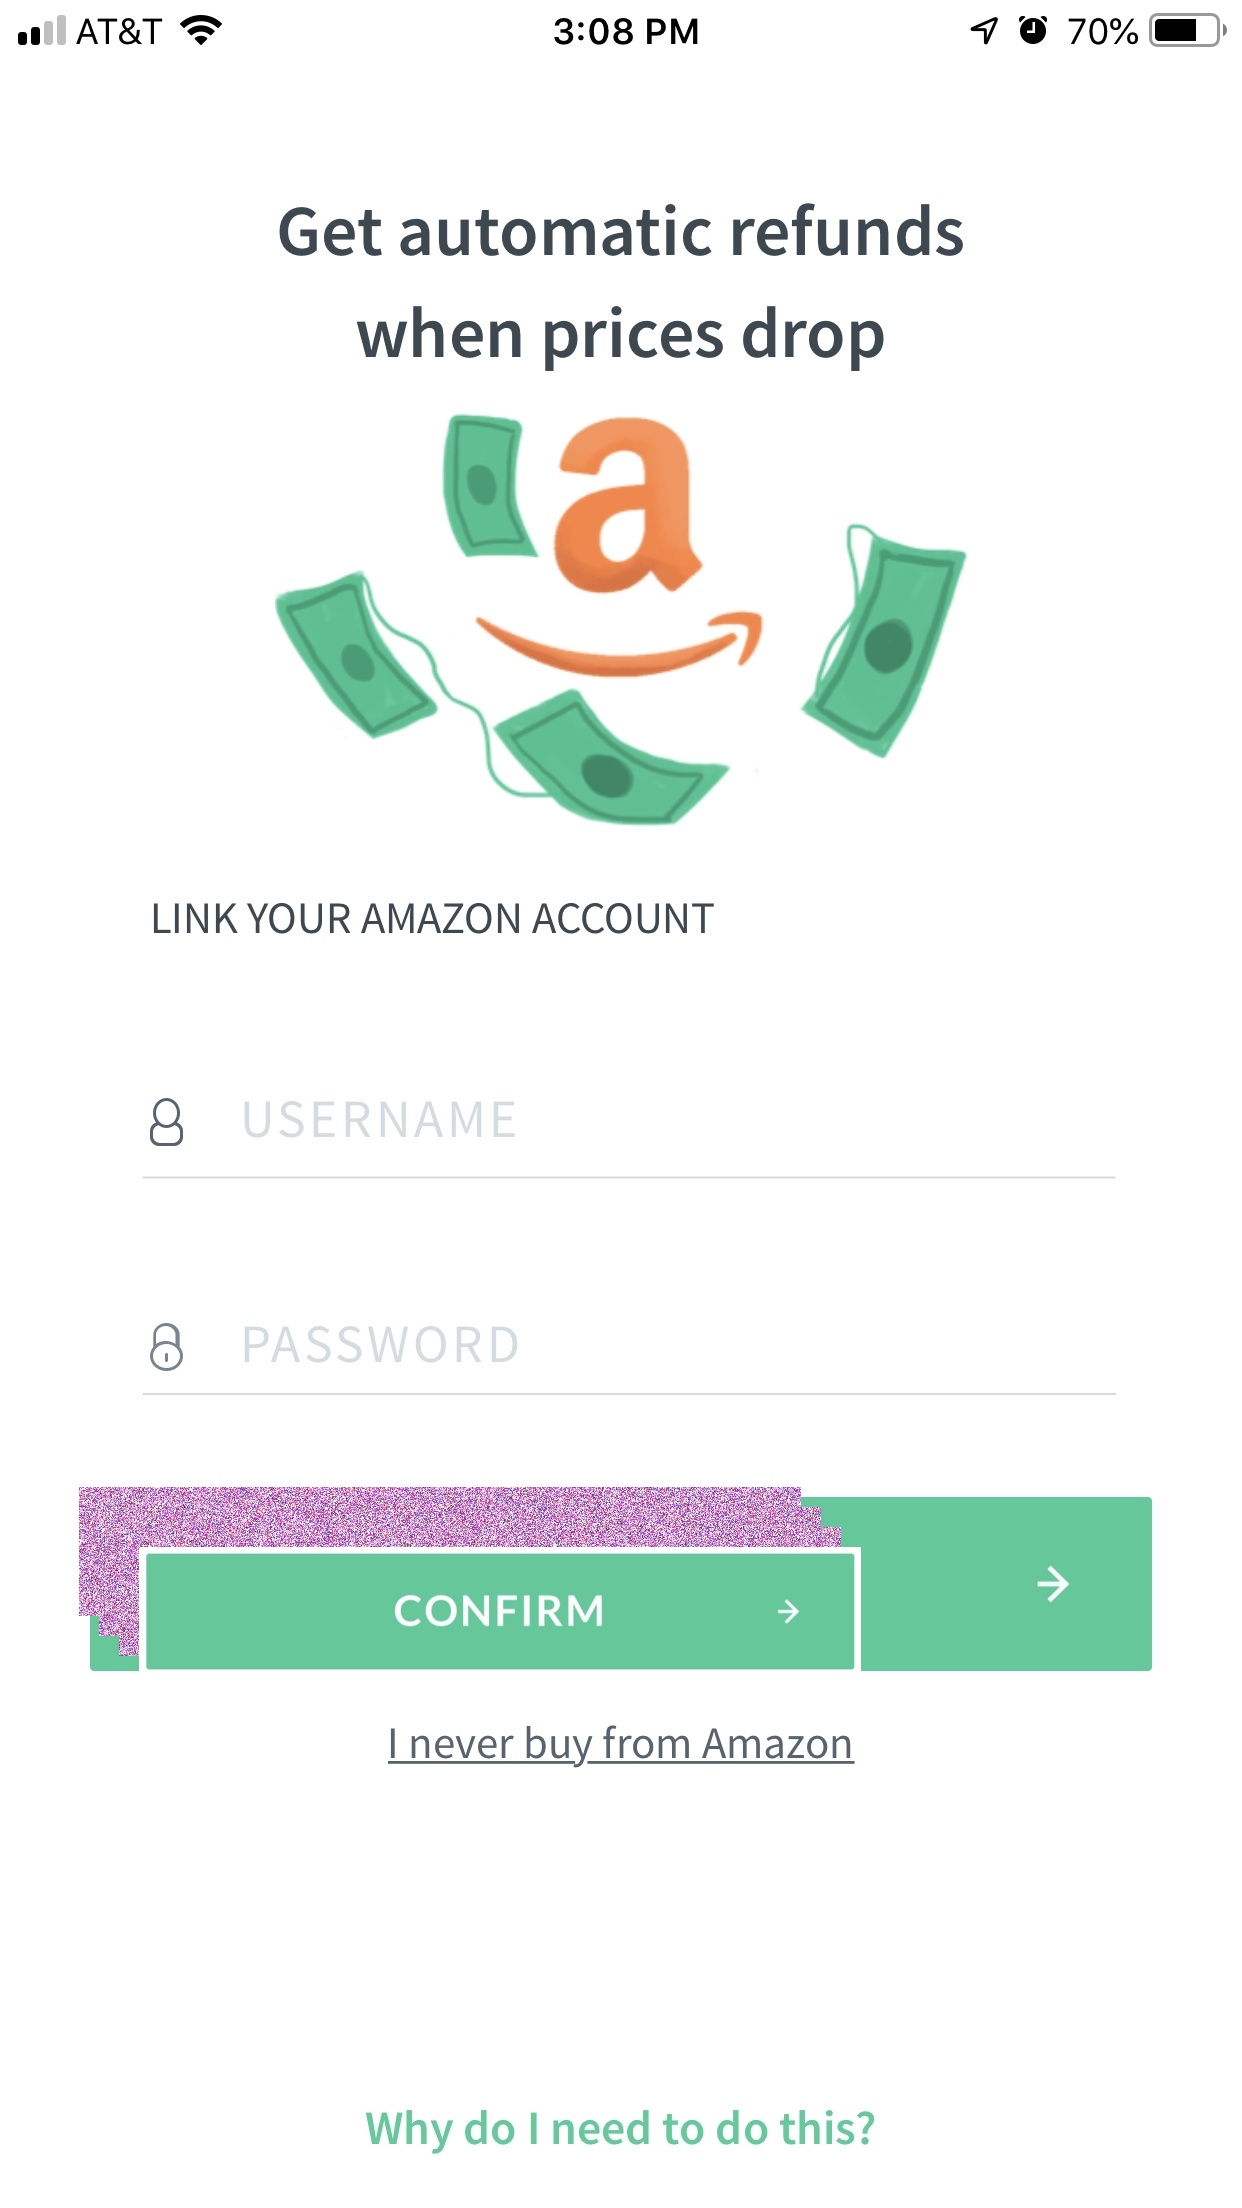 AT&T 3:08 PM 70%
Get automatic refunds
when prices drop
a
LINK YOUR AMAZON ACCOUNT
USERNAME
PASSWORD
CONFIRM
I never buy from Amazon
Why do I need to do this?